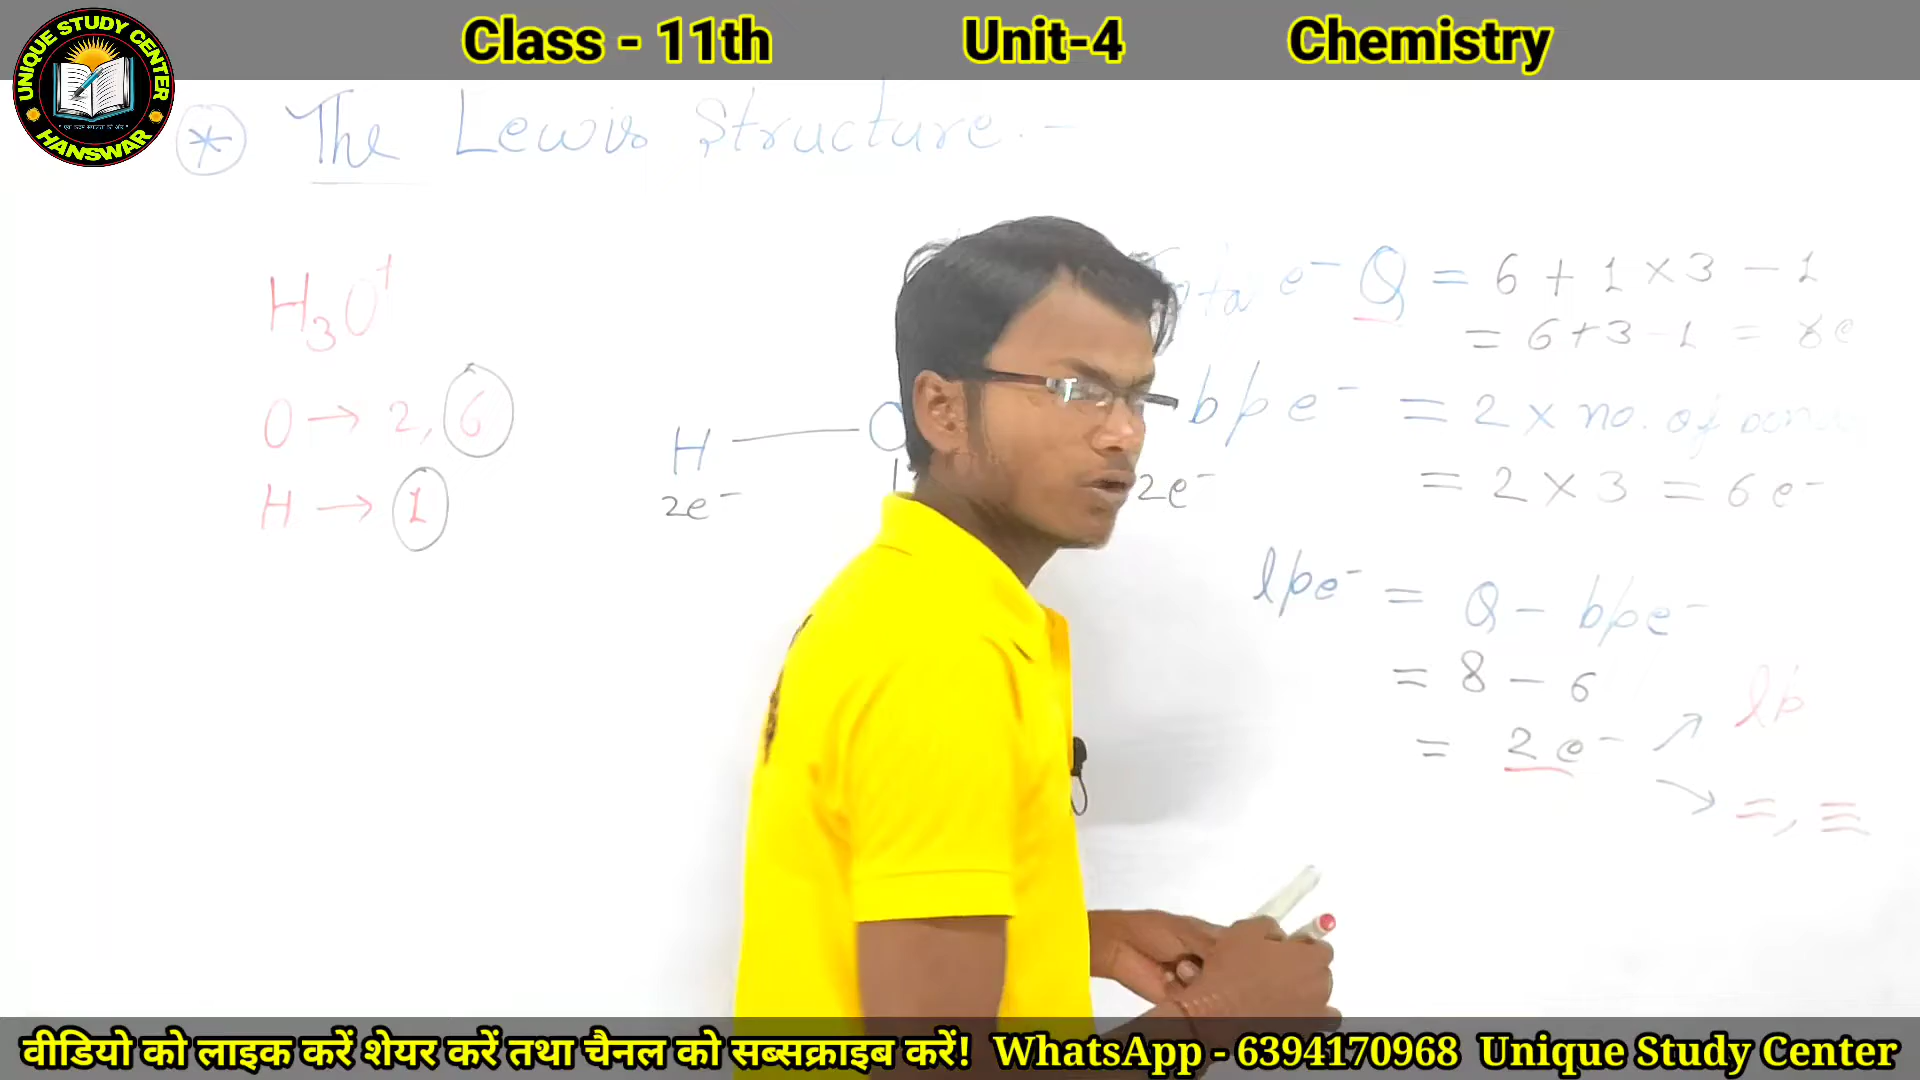 Class - 11th Unit-4 Chemistry
UNIQUE STUDY CENTER
HANSWAR
* The Lewis Structure :-
H3O+
O → 2, 6
H → 1
H — O
2e⁻ 2e⁻
e⁻ Q = 6 + 1 × 3 - 1
= 6 + 3 - 1 = 8e
bpe⁻ = 2 × no. of
= 2 × 3 = 6e⁻
lpe⁻ = Q - bpe⁻
= 8 - 6
= 2e⁻
lp
=, ≡
वीडियो को लाइक करें शेयर करें तथा चैनल को सब्सक्राइब करें! WhatsApp - 6394170968 Unique Study Center